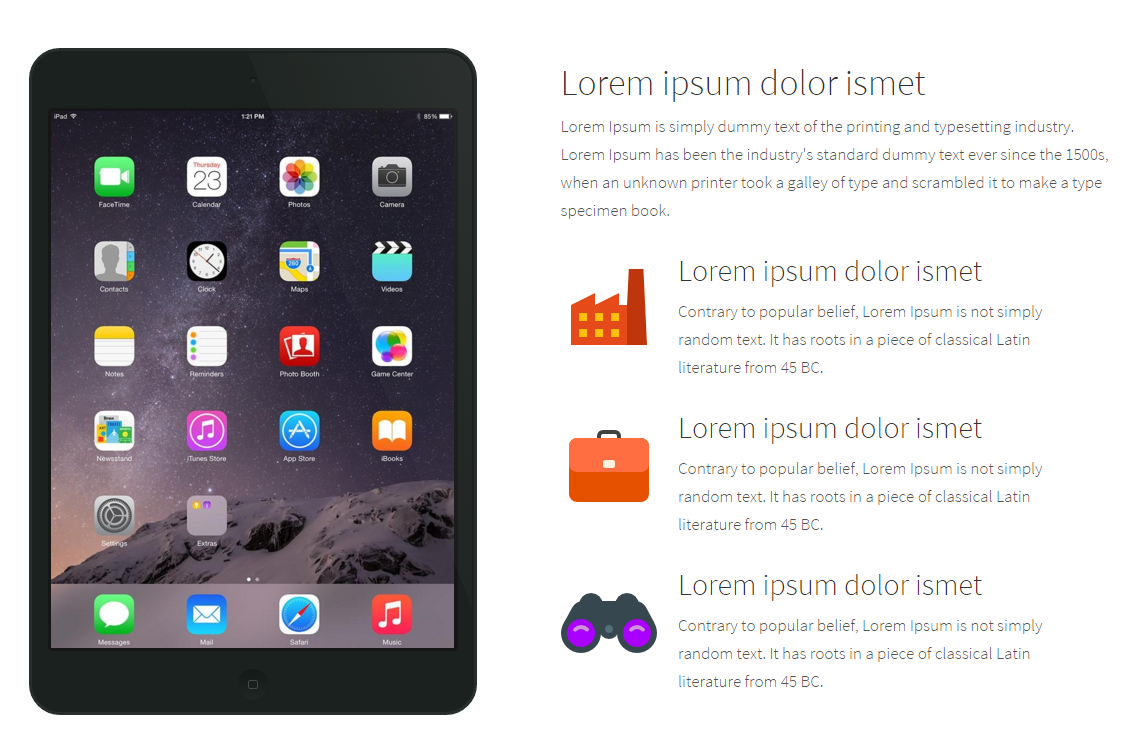 iPad 1:21 PM 85%
Thursday
23
FaceTime Calendar Photos Camera
280
Contacts Clock Maps Videos
Notes Reminders Photo Booth Game Center
Newsstand iTunes Store App Store iBooks
Settings Extras
Messages Mail Safari Music
Lorem ipsum dolor ismet
Lorem Ipsum is simply dummy text of the printing and typesetting industry.
Lorem Ipsum has been the industry's standard dummy text ever since the 1500s,
when an unknown printer took a galley of type and scrambled it to make a type
specimen book.
Lorem ipsum dolor ismet
Contrary to popular belief, Lorem Ipsum is not simply
random text. It has roots in a piece of classical Latin
literature from 45 BC.
Lorem ipsum dolor ismet
Contrary to popular belief, Lorem Ipsum is not simply
random text. It has roots in a piece of classical Latin
literature from 45 BC.
Lorem ipsum dolor ismet
Contrary to popular belief, Lorem Ipsum is not simply
random text. It has roots in a piece of classical Latin
literature from 45 BC.